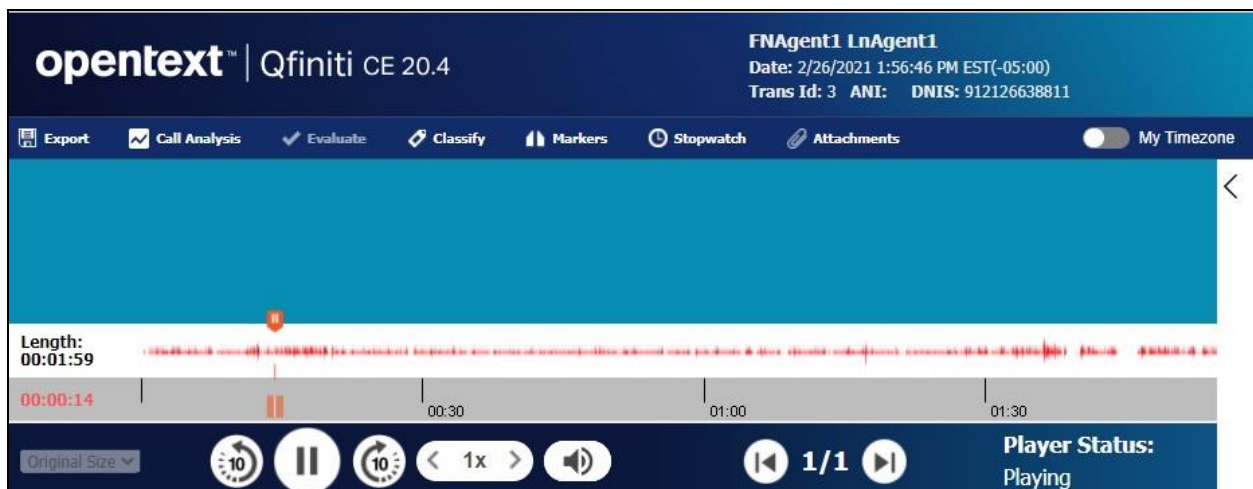 opentext™ | Qfiniti CE 20.4
FNAgent1 LnAgent1
Date: 2/26/2021 1:56:46 PM EST(-05:00)
Trans Id: 3 ANI: DNIS: 912126638811
Export Call Analysis Evaluate Classify Markers Stopwatch Attachments My Timezone
Length:
00:01:59
00:00:14 00:30 01:00 01:30
Original Size 10 10 1x 1/1
Player Status:
Playing